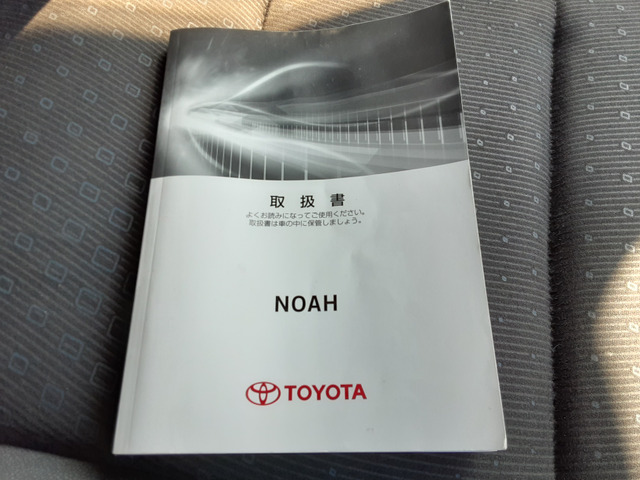 取扱書
よくお読みになってご使用ください。
取扱書は車の中に保管しましょう。
NOAH
TOYOTA